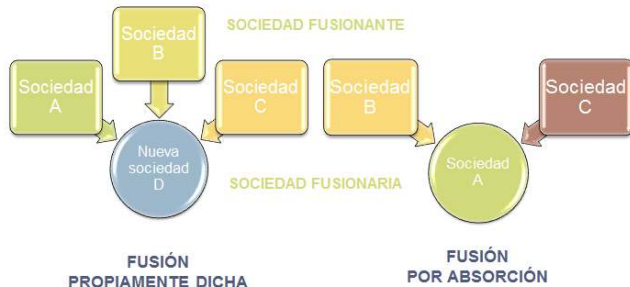 SOCIEDAD FUSIONANTE
Sociedad
A
Sociedad
B
Sociedad
C
Nueva
sociedad
D
Sociedad
B
Sociedad
C
Sociedad
A
SOCIEDAD FUSIONARIA
FUSIÓN
PROPIAMENTE DICHA
FUSIÓN
POR ABSORCIÓN